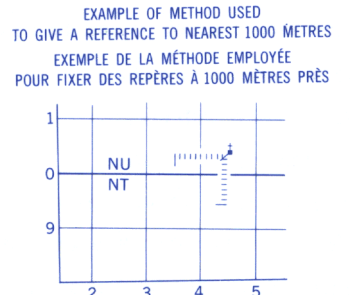 EXAMPLE OF METHOD USED
TO GIVE A REFERENCE TO NEAREST 1000 METRES
EXEMPLE DE LA MÉTHODE EMPLOYÉE
POUR FIXER DES REPÈRES À 1000 MÈTRES PRÈS
1
NU
0
NT
9
2 3 4 5